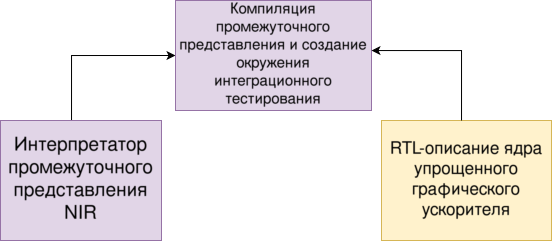 Компиляция
промежуточного
представления и создание
окружения
интеграционного
тестирования
Интерпретатор
промежуточного
представления
NIR
RTL-описание ядра
упрощенного
графического
ускорителя